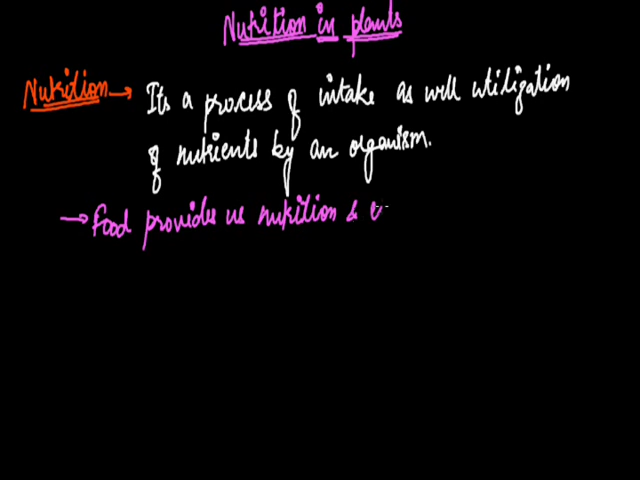 Nutrition in plants
Nutrition → Its a process of intake as well utilization
of nutrients by an organism.
→ Food provides us nutrition &